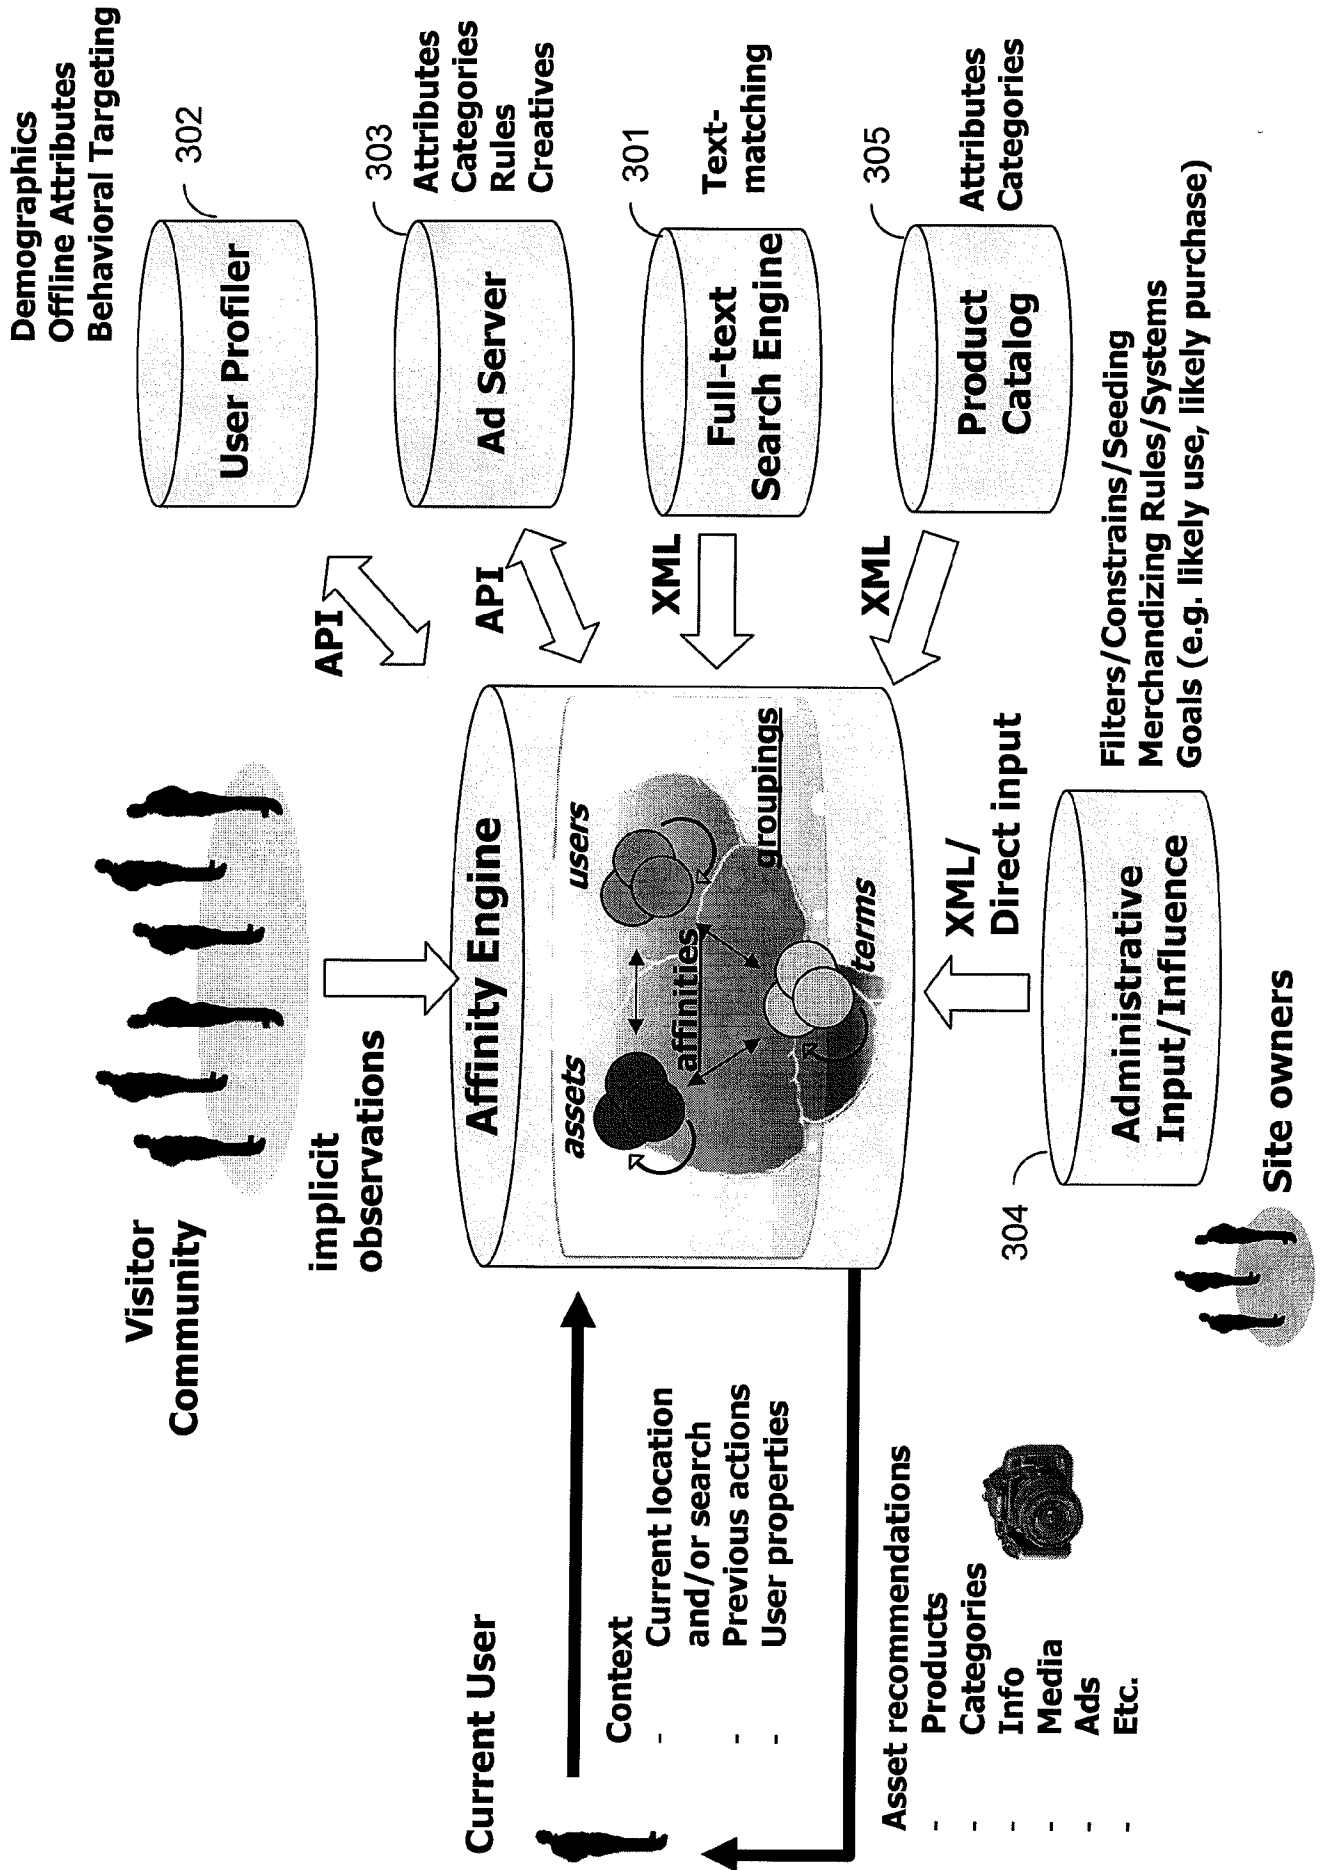 Visitor
Community
implicit
observations
Demographics
Offline Attributes
Behavioral Targeting
302
User Profiler
API
303
Attributes
Categories
Rules
Creatives
Ad Server
API
301
Text-
matching
Full-text
Search Engine
XML
305
Attributes
Categories
Product
Catalog
XML
Current User
Context
- Current location
and/or search
- Previous actions
- User properties
Affinity Engine
assets
users
affinities
groupings
terms
Asset recommendations
- Products
- Categories
- Info
- Media
- Ads
- Etc.
XML/
Direct input
304
Administrative
Input/Influence
Filters/Constrains/Seeding
Merchandizing Rules/Systems
Goals (e.g. likely use, likely purchase)
Site owners